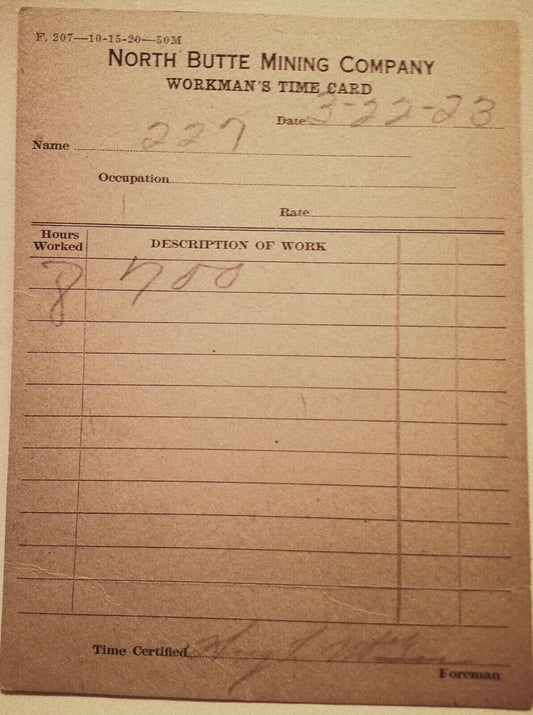 F. 207—10-15-20—50M
NORTH BUTTE MINING COMPANY
WORKMAN'S TIME CARD
Date 3-22-23
Name 227
Occupation
Rate
Hours Worked DESCRIPTION OF WORK
8 700
Time Certified
Foreman